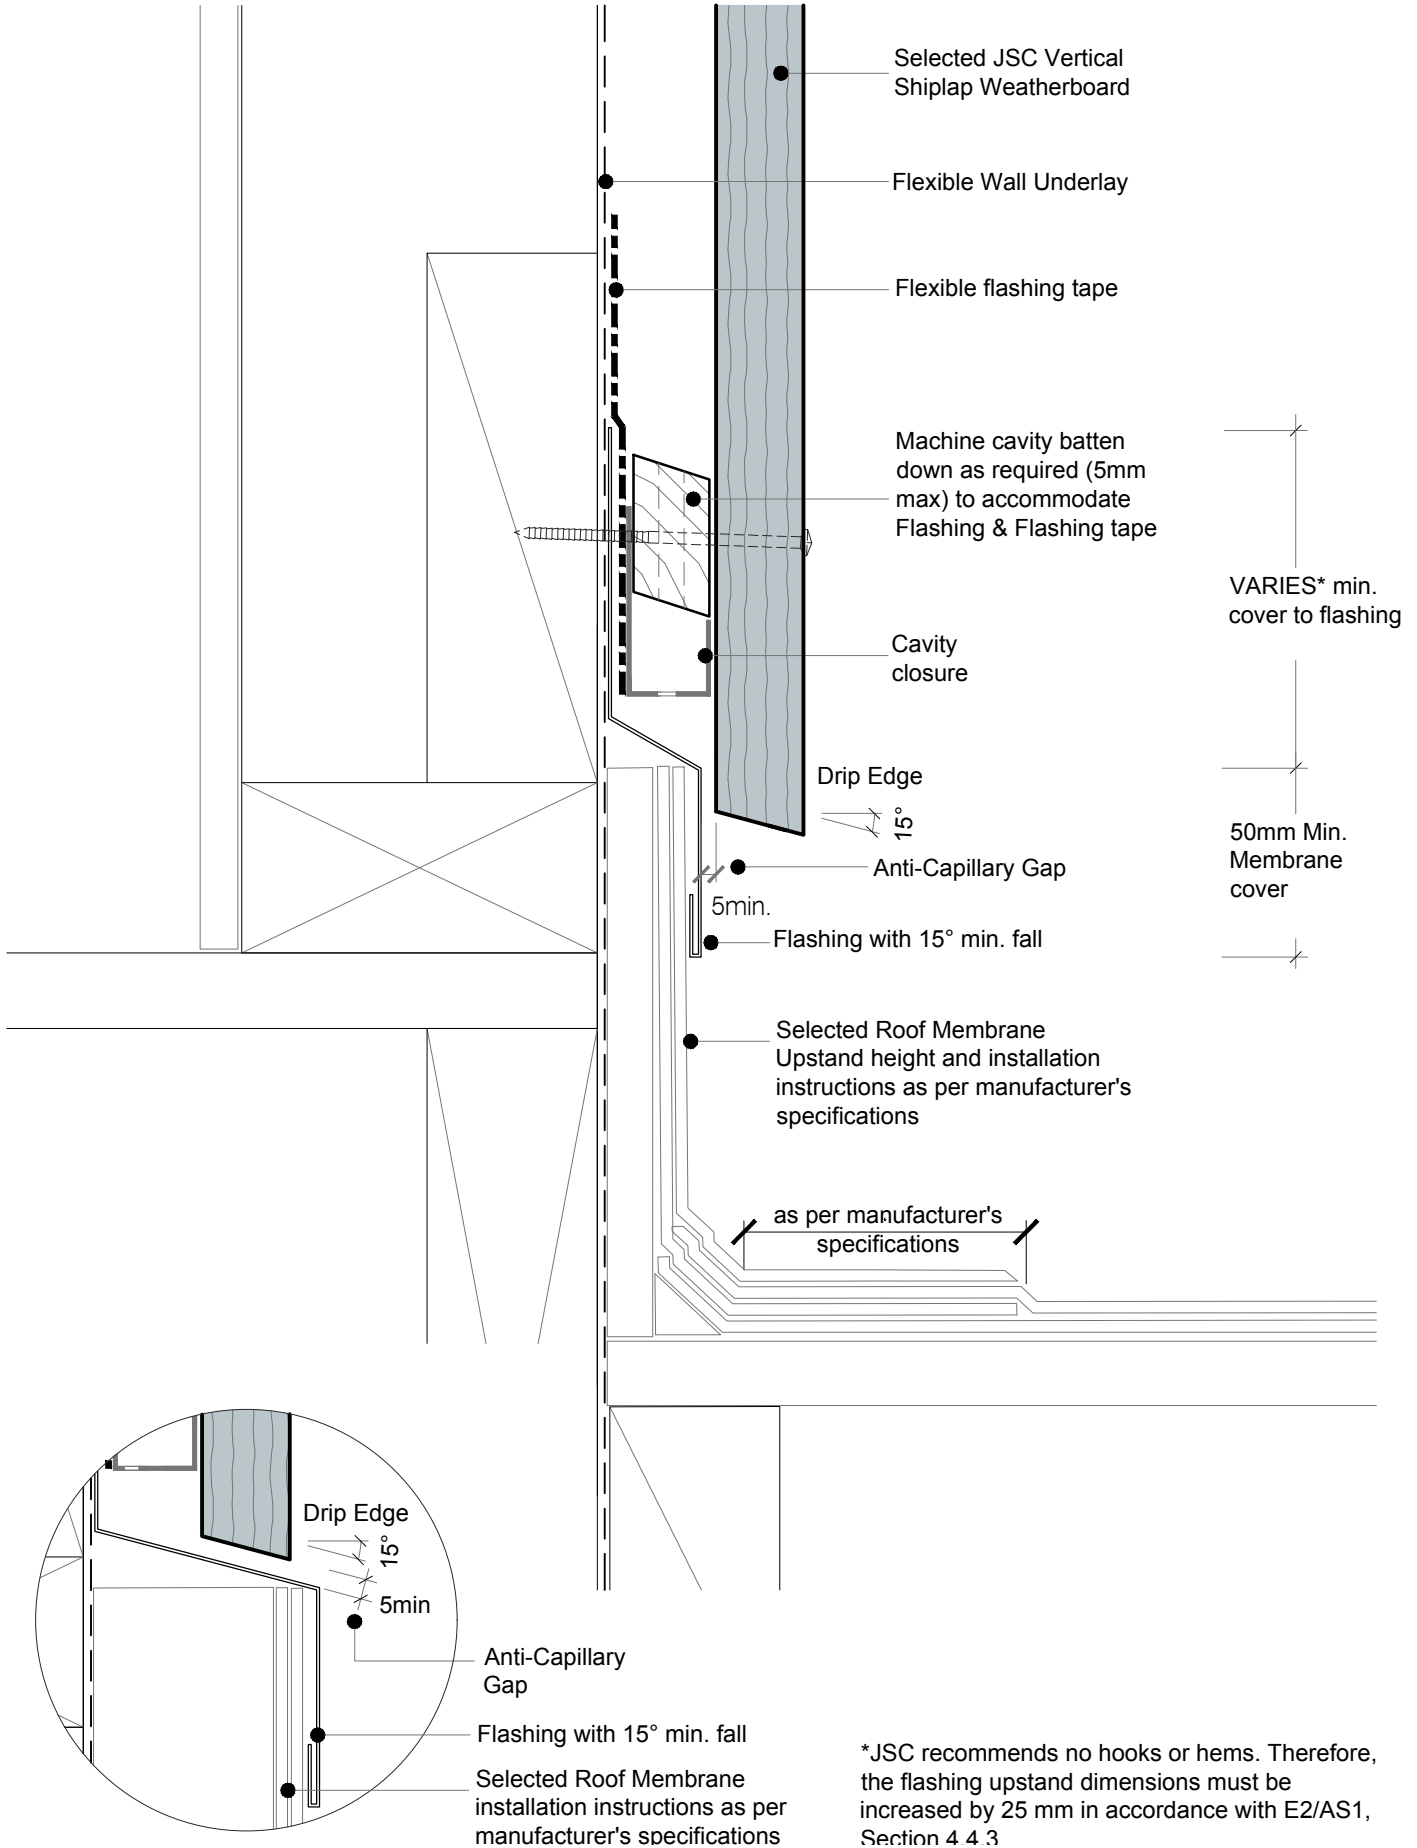 Selected JSC Vertical
Shiplap Weatherboard
Flexible Wall Underlay
Flexible flashing tape
Machine cavity batten
down as required (5mm
max) to accommodate
Flashing & Flashing tape
VARIES* min.
cover to flashing
Cavity
closure
Drip Edge
15°
50mm Min.
Membrane
cover
Anti-Capillary Gap
5min.
Flashing with 15° min. fall
Selected Roof Membrane
Upstand height and installation
instructions as per manufacturer's
specifications
as per manufacturer's
specifications
Drip Edge
15°
5min
Anti-Capillary
Gap
Flashing with 15° min. fall
Selected Roof Membrane
installation instructions as per
manufacturer's specifications
*JSC recommends no hooks or hems. Therefore,
the flashing upstand dimensions must be
increased by 25 mm in accordance with E2/AS1,
Section 4.4.3